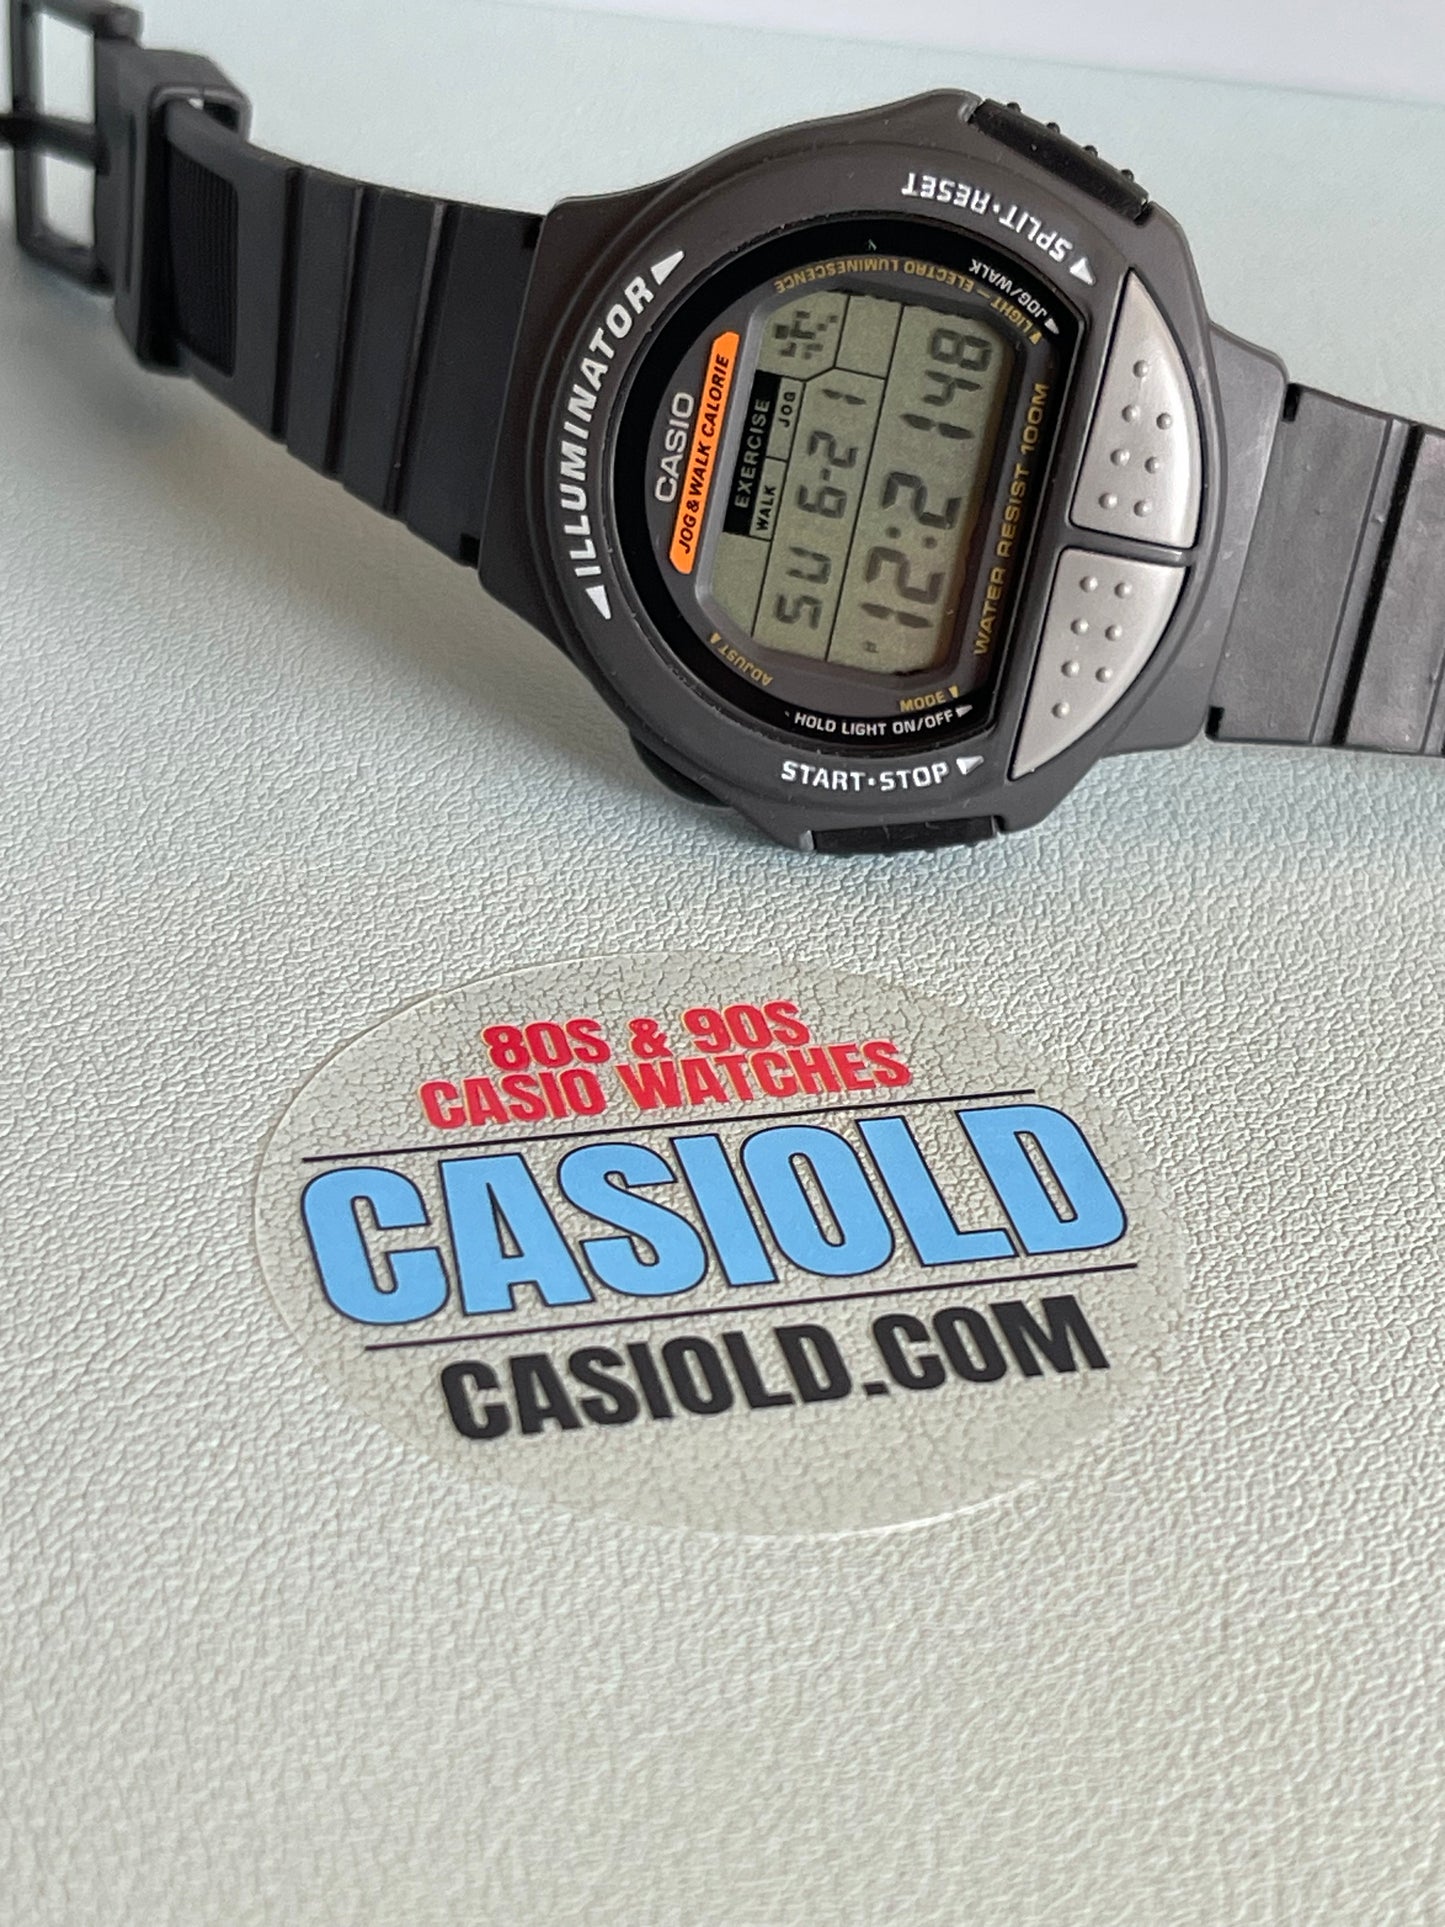 SPLIT·RESET
JOG/WALK
LIGHT – ELECTRO LUMINESCENCE
ILLUMINATOR
CASIO
JOG & WALK CALORIE
EXERCISE
WALK JOG
SU 6-21
P 12:21 48
WATER RESIST 100M
ADJUST
MODE
HOLD LIGHT ON/OFF
START·STOP
80S & 90S
CASIO WATCHES
CASIOLD
CASIOLD.COM